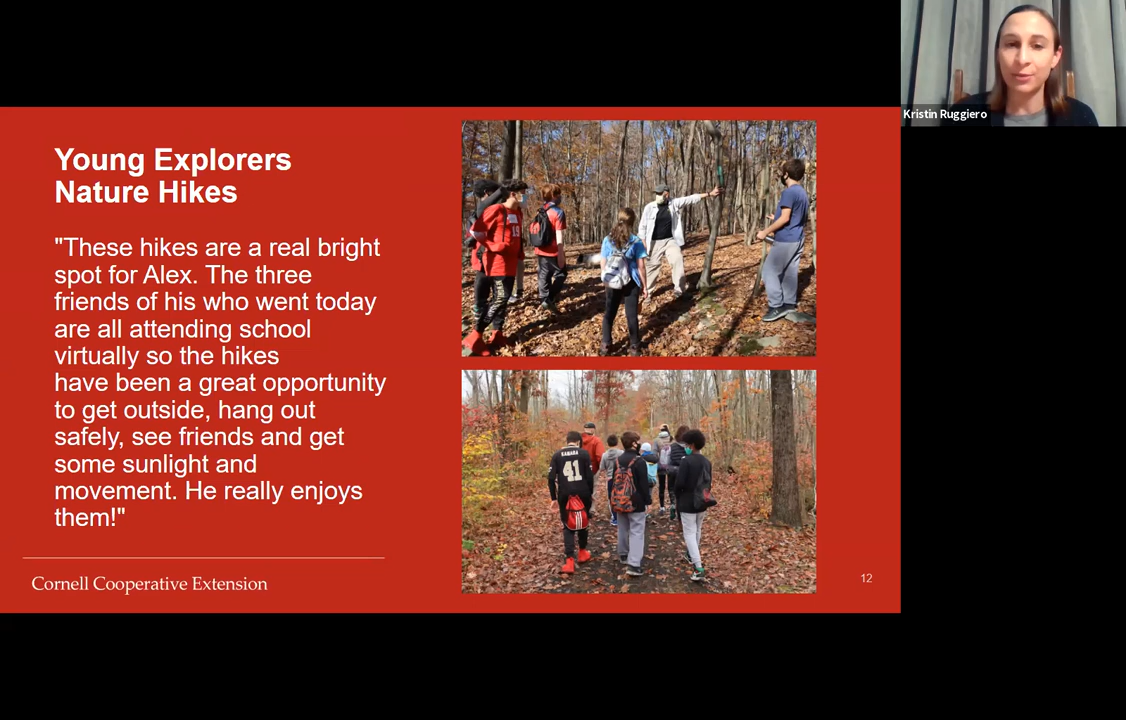 Kristin Ruggiero
Young Explorers
Nature Hikes
"These hikes are a real bright
spot for Alex. The three
friends of his who went today
are all attending school
virtually so the hikes
have been a great opportunity
to get outside, hang out
safely, see friends and get
some sunlight and
movement. He really enjoys
them!"
41
Cornell Cooperative Extension
12